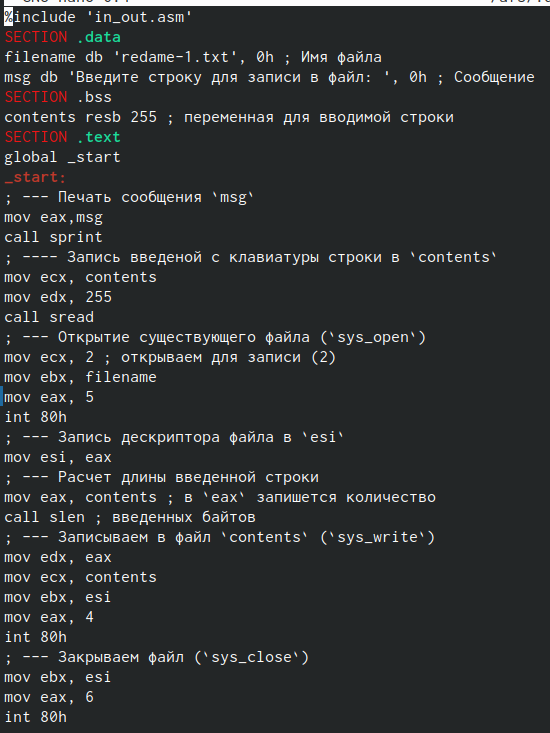 %include 'in_out.asm'
SECTION .data
filename db 'redame-1.txt', 0h ; Имя файла
msg db 'Введите строку для записи в файл: ', 0h ; Сообщение
SECTION .bss
contents resb 255 ; переменная для вводимой строки
SECTION .text
global _start
_start:
; --- Печать сообщения `msg`
mov eax,msg
call sprint
; ---- Запись введеной с клавиатуры строки в `contents`
mov ecx, contents
mov edx, 255
call sread
; --- Открытие существующего файла (`sys_open`)
mov ecx, 2 ; открываем для записи (2)
mov ebx, filename
mov eax, 5
int 80h
; --- Запись дескриптора файла в `esi`
mov esi, eax
; --- Расчет длины введенной строки
mov eax, contents ; в `eax` запишется количество
call slen ; введенных байтов
; --- Записываем в файл `contents` (`sys_write`)
mov edx, eax
mov ecx, contents
mov ebx, esi
mov eax, 4
int 80h
; --- Закрываем файл (`sys_close`)
mov ebx, esi
mov eax, 6
int 80h